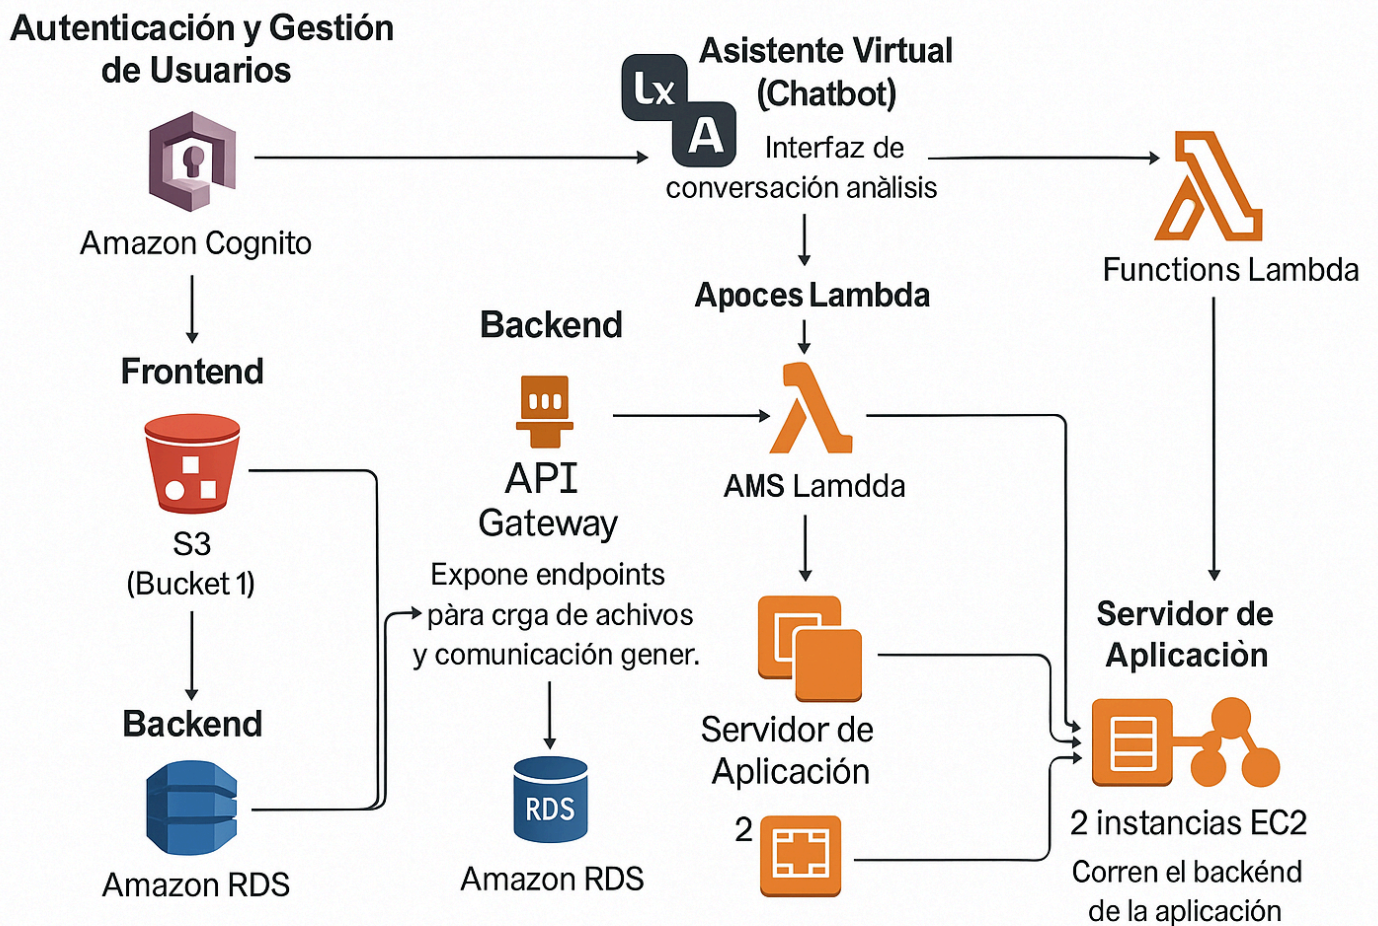 Autenticación y Gestión
de Usuarios
Amazon Cognito
Frontend
S3
(Bucket 1)
Backend
Amazon RDS
Backend
API
Gateway
Expone endpoints
pàra crga de achivos
y comunicación gener.
RDS
Amazon RDS
Lx
A
Asistente Virtual
(Chatbot)
Interfaz de
conversación anàlisis
Apoces Lambda
AMS Lamdda
Servidor de
Aplicación
2
Functions Lambda
Servidor de
Aplicaciòn
2 instancias EC2
Corren el backénd
de la aplicación